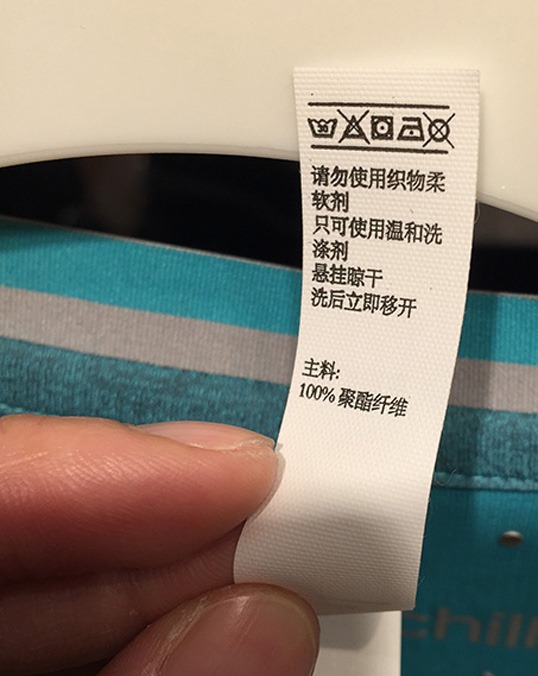 请勿使用织物柔
软剂
只可使用温和洗
涤剂
悬挂晾干
洗后立即移开
主料:
100% 聚酯纤维
chill